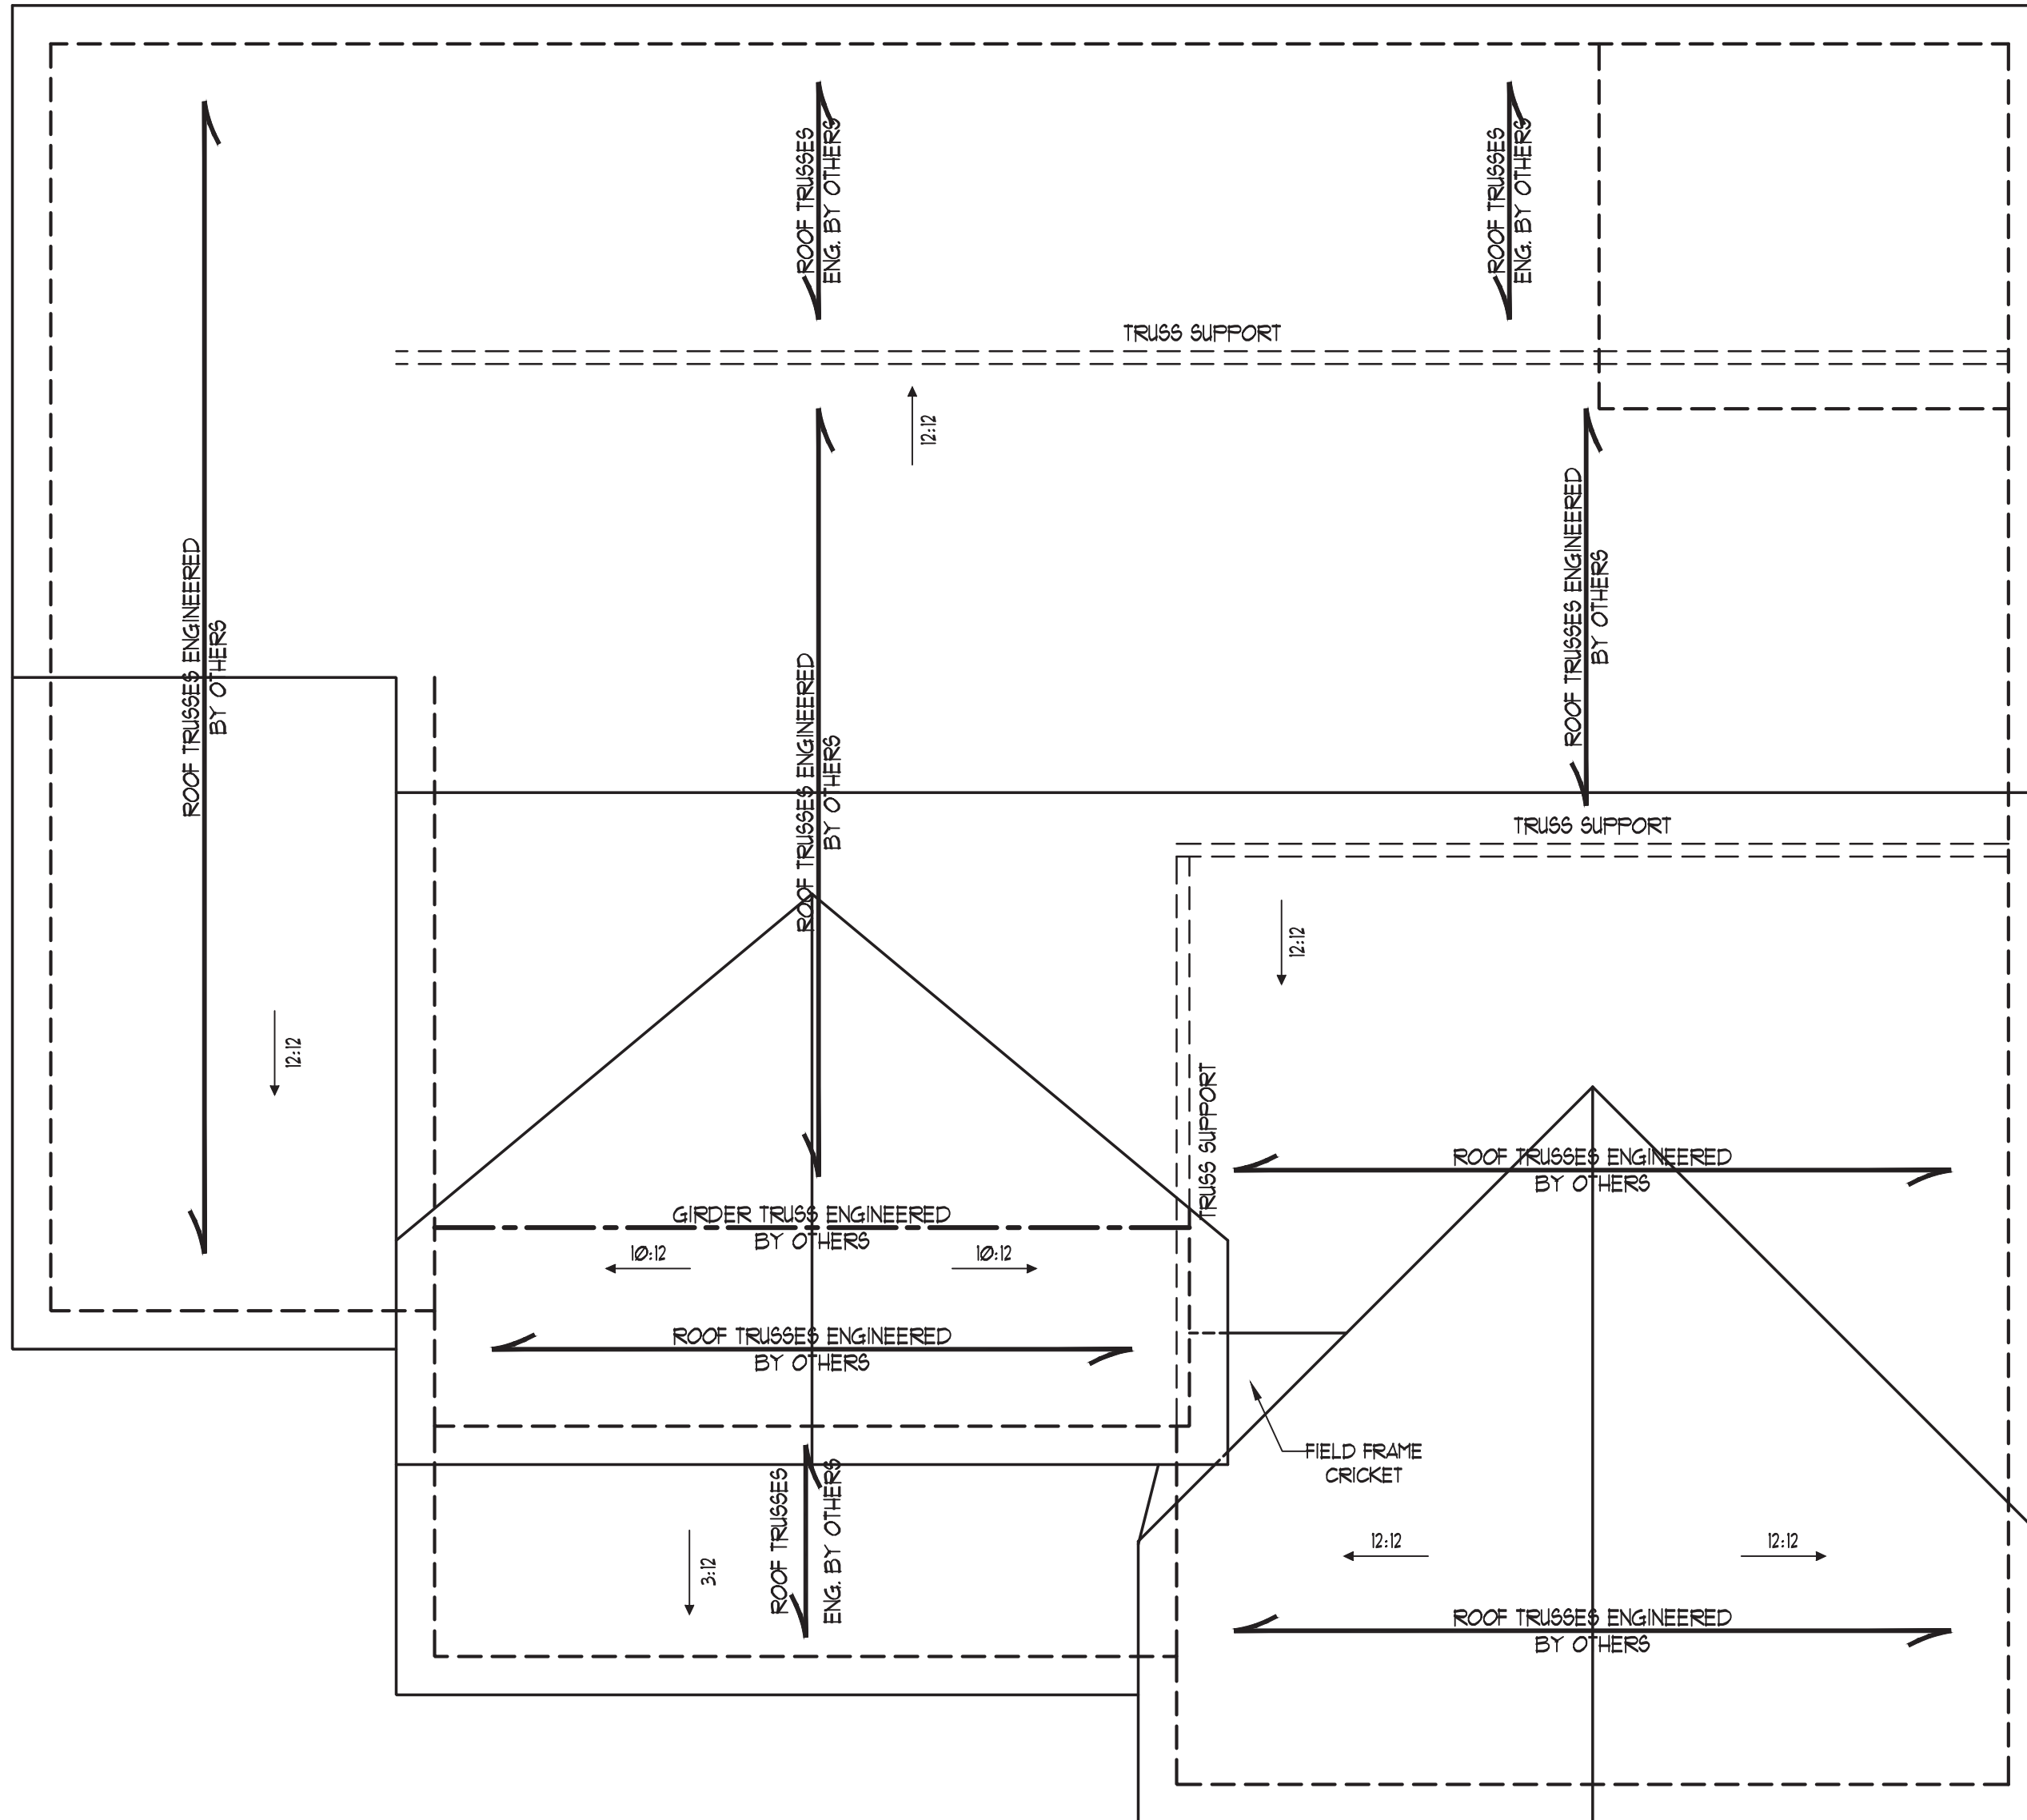 ROOF TRUSSES
ENG. BY OTHERS
ROOF TRUSSES
ENG. BY OTHERS
TRUSS SUPPORT
12:12
ROOF TRUSSES ENGINEERED
BY OTHERS
ROOF TRUSSES ENGINEERED
BY OTHERS
ROOF TRUSSES ENGINEERED
BY OTHERS
TRUSS SUPPORT
12:12
12:12
TRUSS SUPPORT
ROOF TRUSSES ENGINEERED
BY OTHERS
GIRDER TRUSS ENGINEERED
BY OTHERS
10:12
10:12
ROOF TRUSSES ENGINEERED
BY OTHERS
FIELD FRAME
CRICKET
ROOF TRUSSES
ENG. BY OTHERS
3:12
12:12
12:12
ROOF TRUSSES ENGINEERED
BY OTHERS